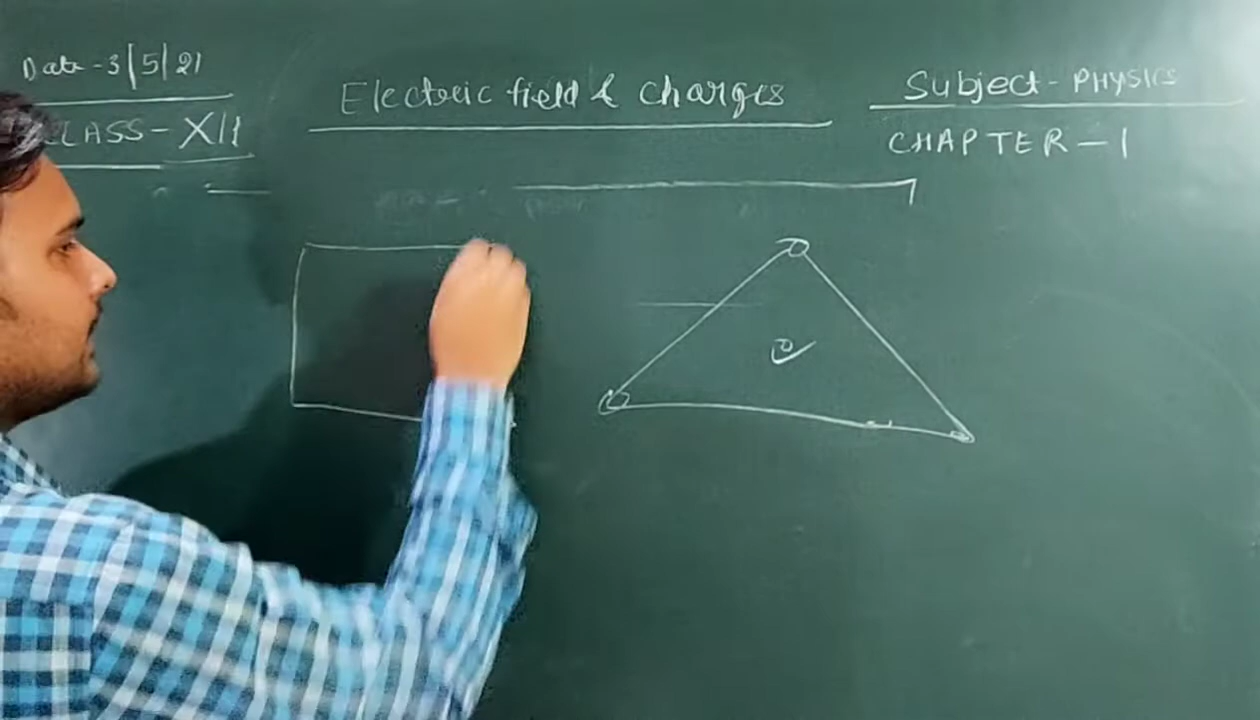 Date - 3/5/21
CLASS - XII
Electric field & charges
Subject - PHYSICS
CHAPTER - 1